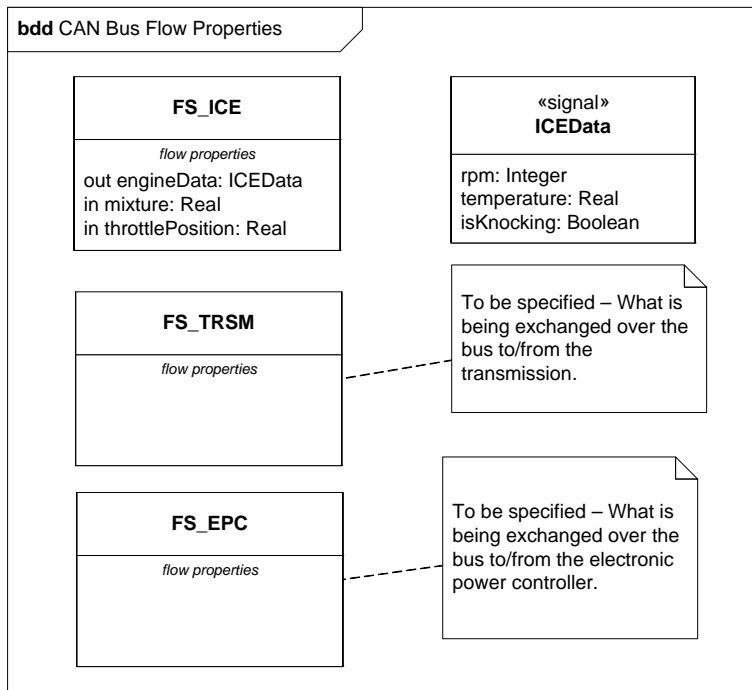 bdd CAN Bus Flow Properties
FS_ICE
flow properties
out engineData: ICEData
in mixture: Real
in throttlePosition: Real
«signal»
ICEData
rpm: Integer
temperature: Real
isKnocking: Boolean
FS_TRSM
flow properties
To be specified – What is
being exchanged over the
bus to/from the
transmission.
FS_EPC
flow properties
To be specified – What is
being exchanged over the
bus to/from the electronic
power controller.